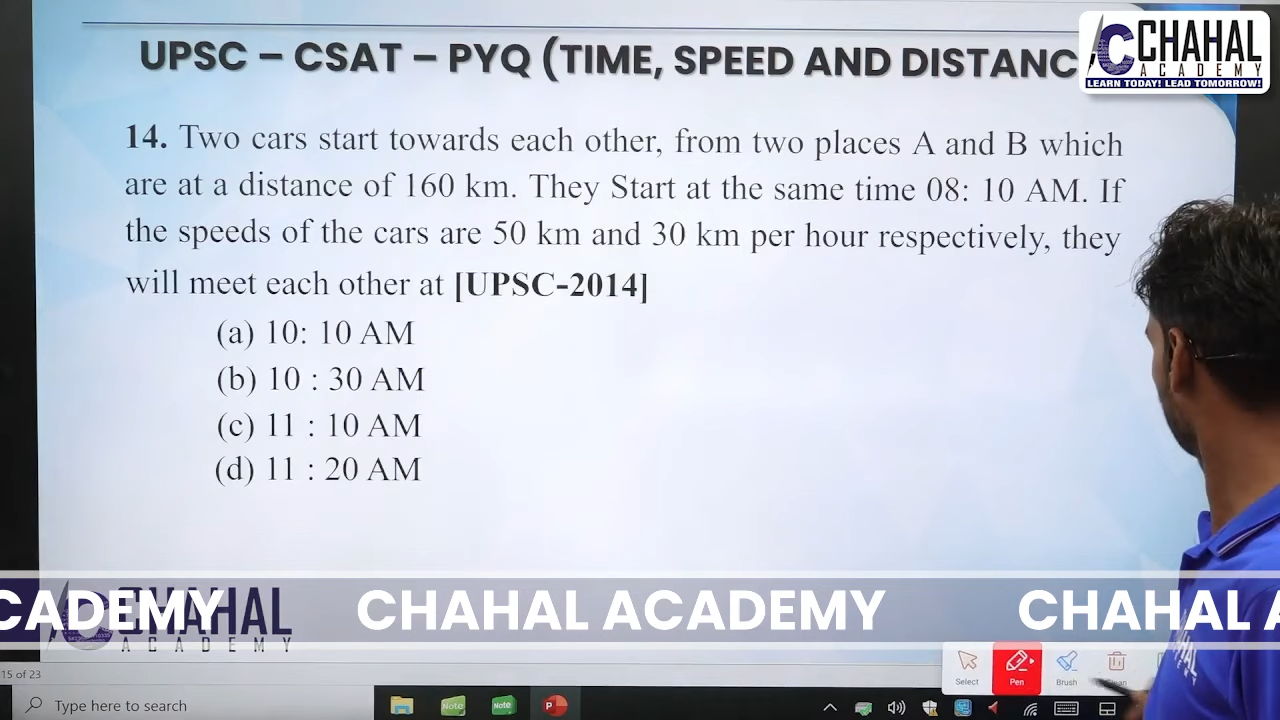 UPSC – CSAT – PYQ (TIME, SPEED AND DISTANC
CHAHAL
ACADEMY
LEARN TODAY! LEAD TOMORROW!
14. Two cars start towards each other, from two places A and B which
are at a distance of 160 km. They Start at the same time 08: 10 AM. If
the speeds of the cars are 50 km and 30 km per hour respectively, they
will meet each other at [UPSC-2014]
(a) 10: 10 AM
(b) 10 : 30 AM
(c) 11 : 10 AM
(d) 11 : 20 AM
CADEMY CHAHAL ACADEMY CHAHAL A
CHAHAL
ACADEMY
15 of 23
Select Pen Brush
Type here to search
Note Note